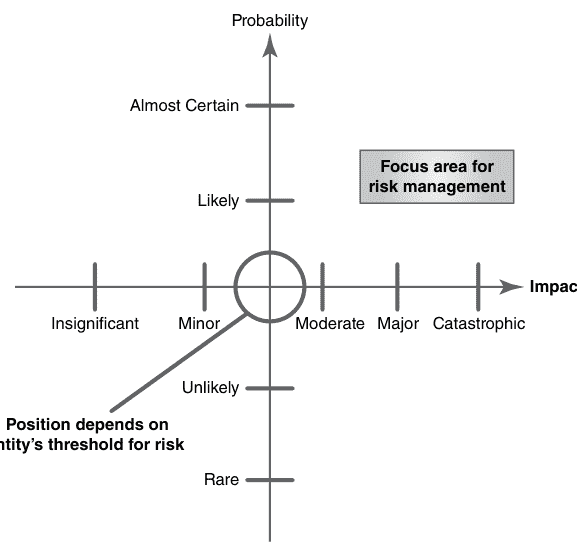 Probability
Almost Certain
Focus area for
risk management
Likely
Impac
Insignificant
Minor
Moderate
Major
Catastrophic
Unlikely
Position depends on
ntity's threshold for risk
Rare